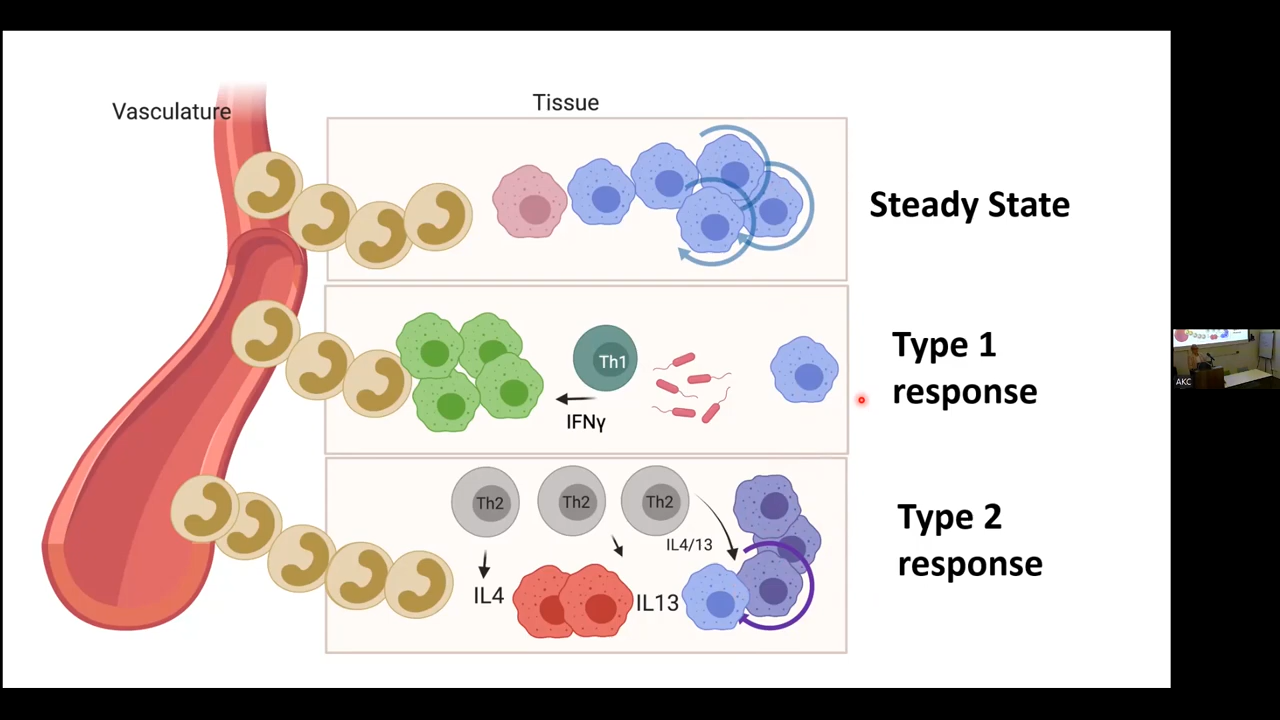 Vasculature
Tissue
Steady State
Th1
IFNγ
Type 1
response
Th2
Th2
Th2
IL4/13
IL4
IL13
Type 2
response
AKC